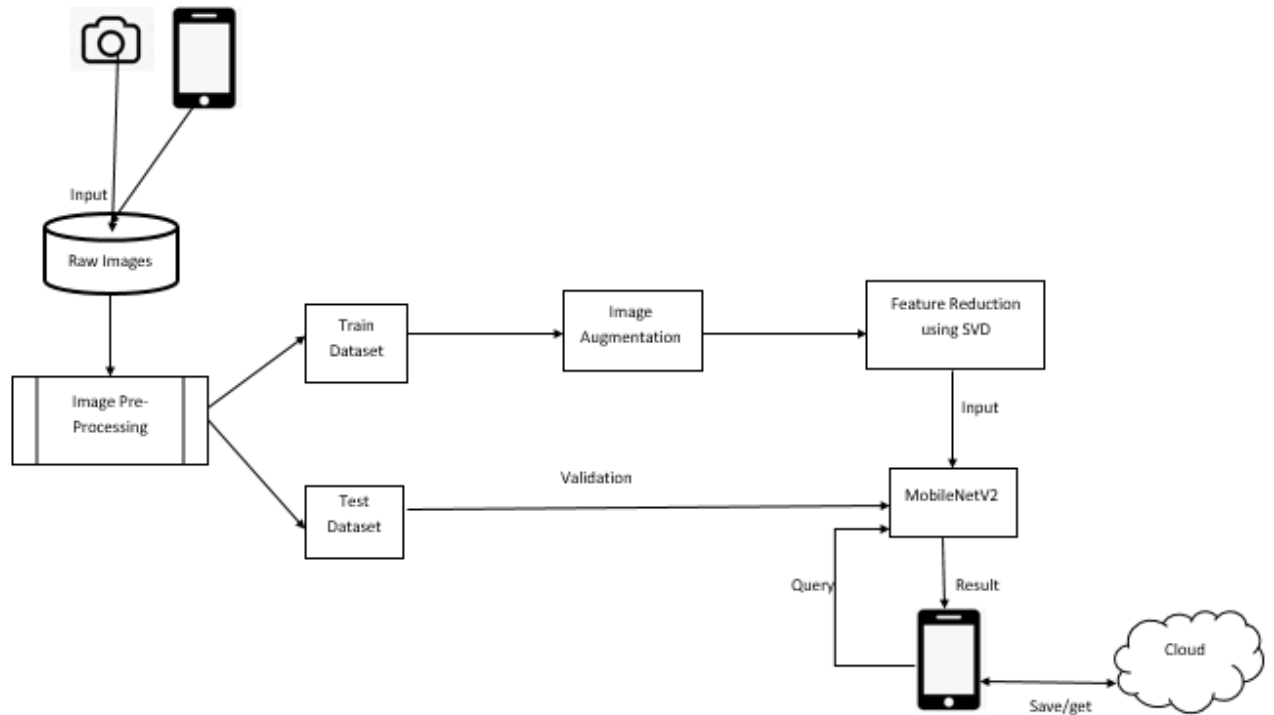 Input
Raw Images
Image Pre-
Processing
Train
Dataset
Image
Augmentation
Feature Reduction
using SVD
Input
Test
Dataset
Validation
MobileNetV2
Query
Result
Cloud
Save/get